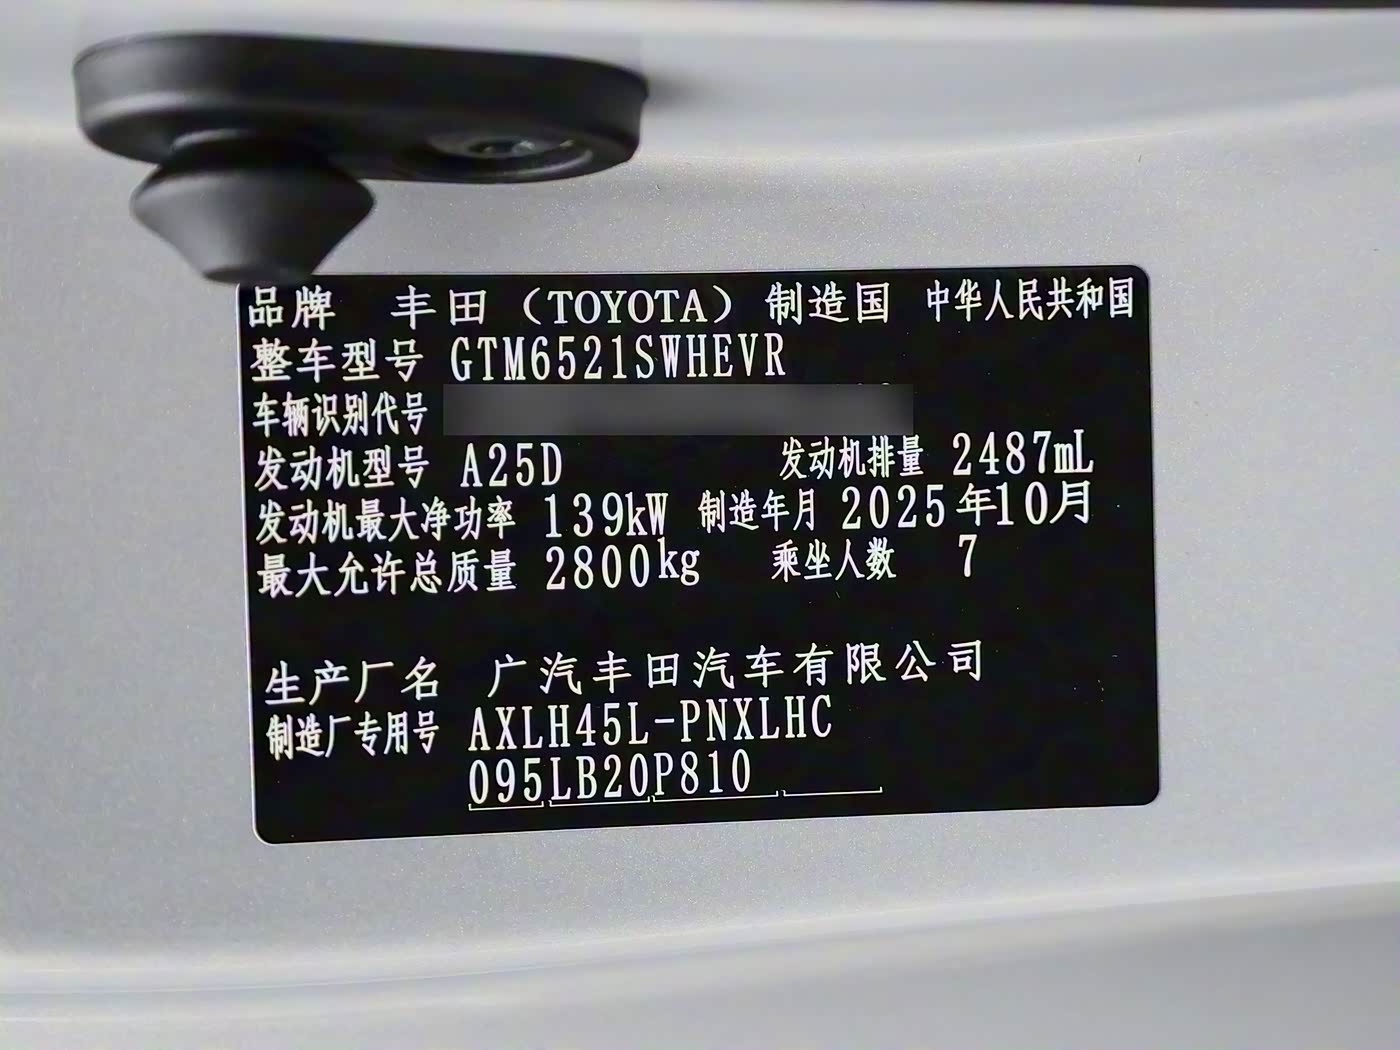 品牌 丰田（TOYOTA）制造国 中华人民共和国
整车型号 GTM6521SWHEVR
车辆识别代号
发动机型号 A25D 发动机排量 2487mL
发动机最大净功率 139kW 制造年月 2025年10月
最大允许总质量 2800kg 乘坐人数 7
生产厂名 广汽丰田汽车有限公司
制造厂专用号 AXLH45L-PNXLHC
095LB20P810